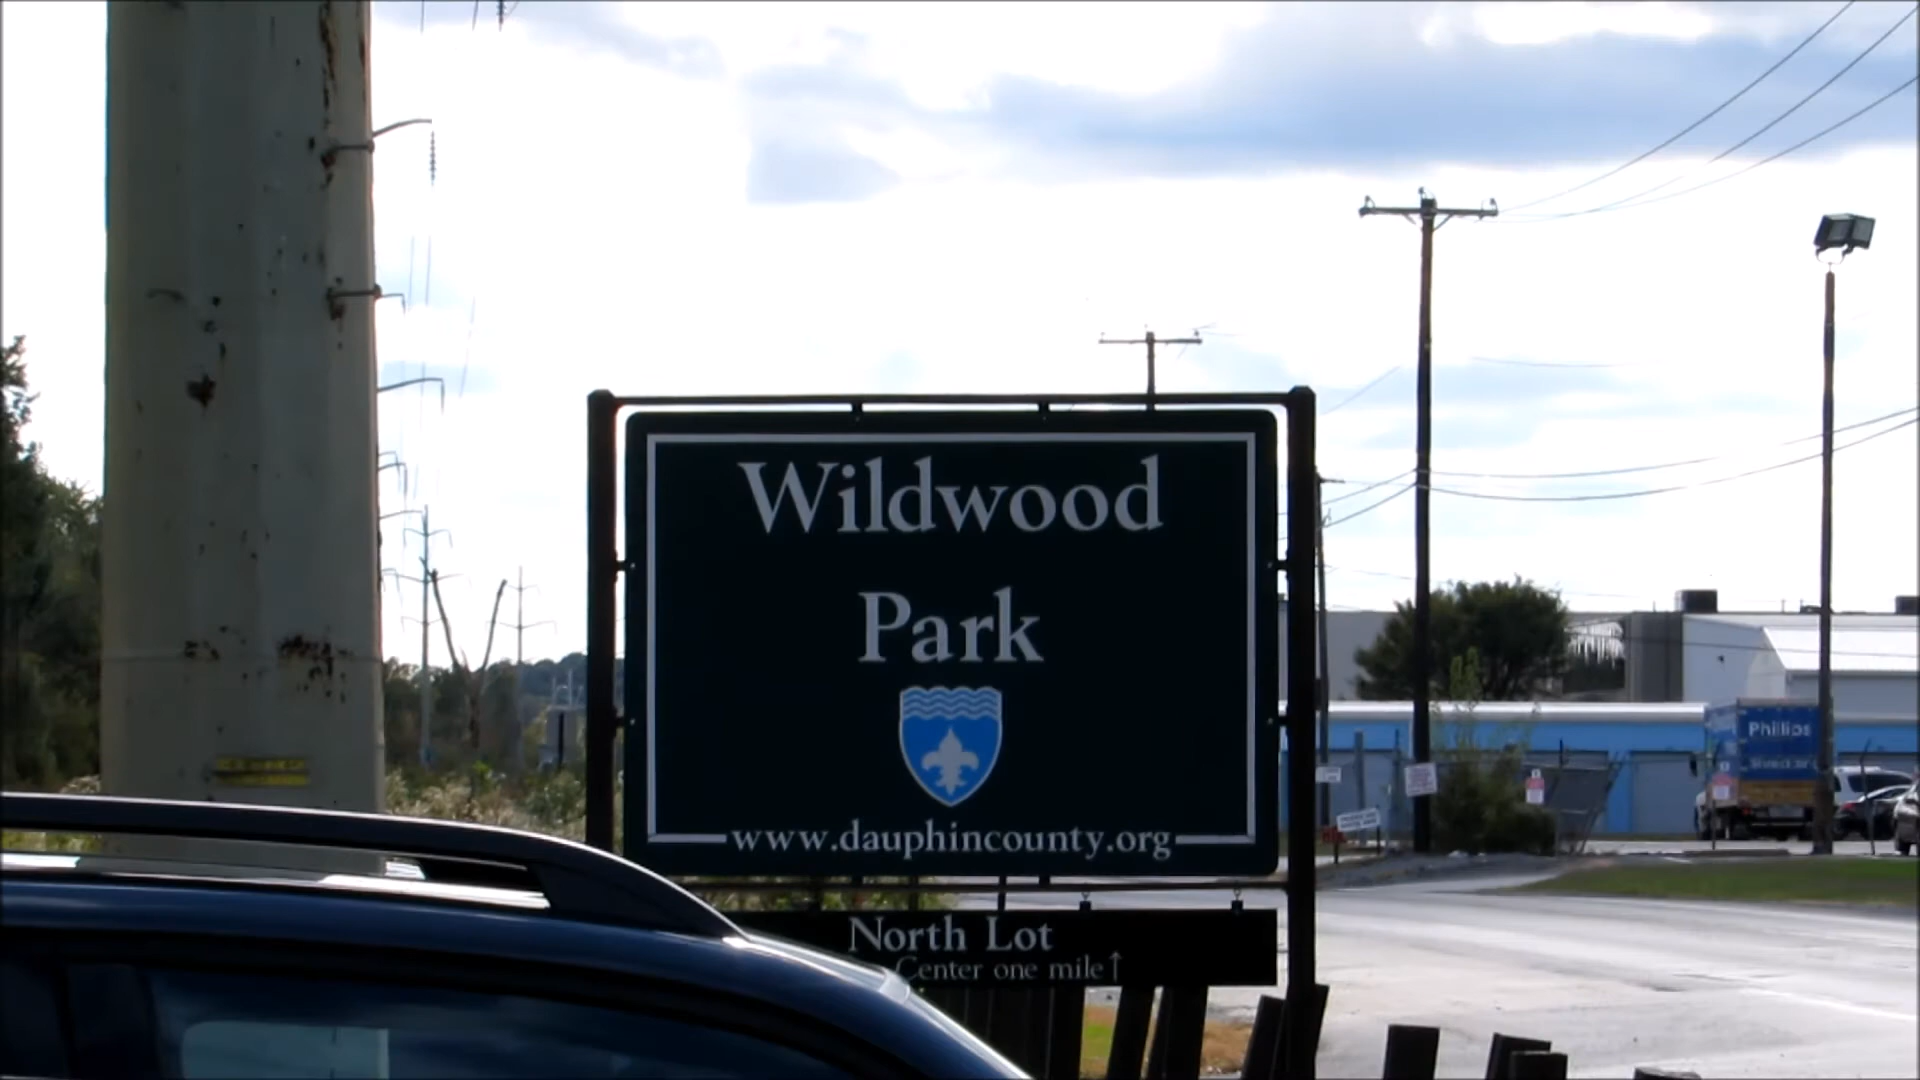 Wildwood
Park
www.dauphincounty.org
North Lot
Center one mile↑
Phillips